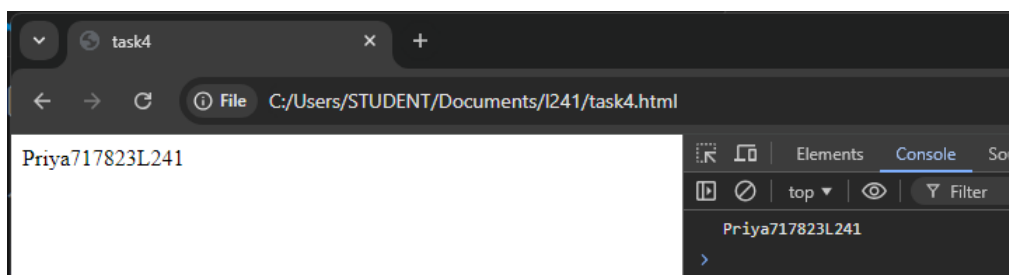 task4
File C:/Users/STUDENT/Documents/l241/task4.html
Priya717823L241
Elements Console
top Filter
Priya717823L241